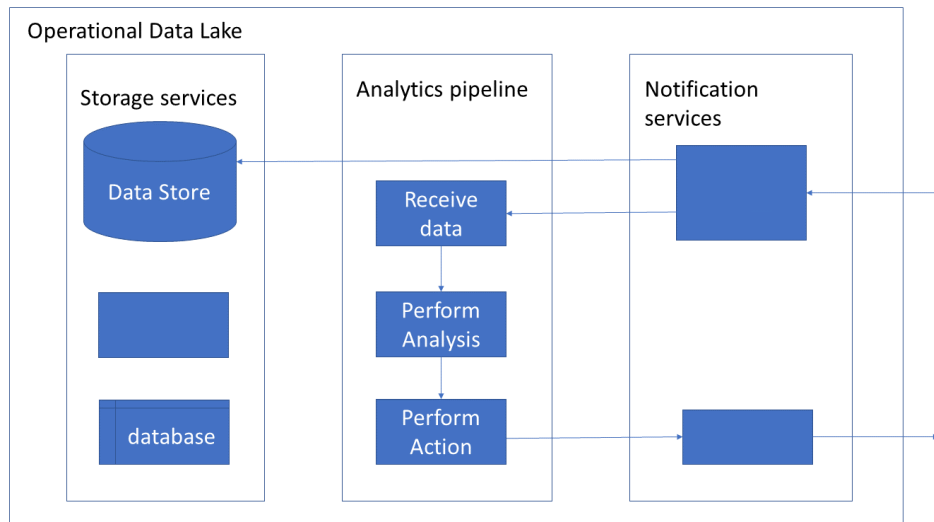 Operational Data Lake
Storage services
Data Store
database
Analytics pipeline
Receive
data
Perform
Analysis
Perform
Action
Notification
services